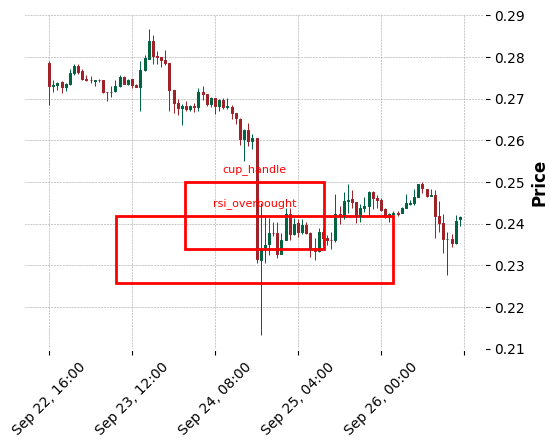 0.29
0.28
0.27
0.26
cup_handle
0.25
rsi_overbought
0.24
0.23
0.22
0.21
Price
Sep 22, 16:00
Sep 23, 12:00
Sep 24, 08:00
Sep 25, 04:00
Sep 26, 00:00